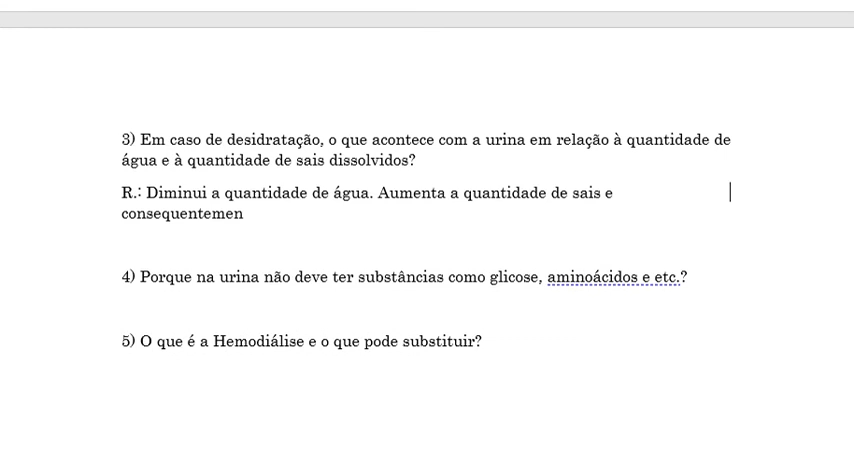 3) Em caso de desidratação, o que acontece com a urina em relação à quantidade de
água e à quantidade de sais dissolvidos?
R.: Diminui a quantidade de água. Aumenta a quantidade de sais e
consequentemen
4) Porque na urina não deve ter substâncias como glicose, aminoácidos e etc.?
5) O que é a Hemodiálise e o que pode substituir?